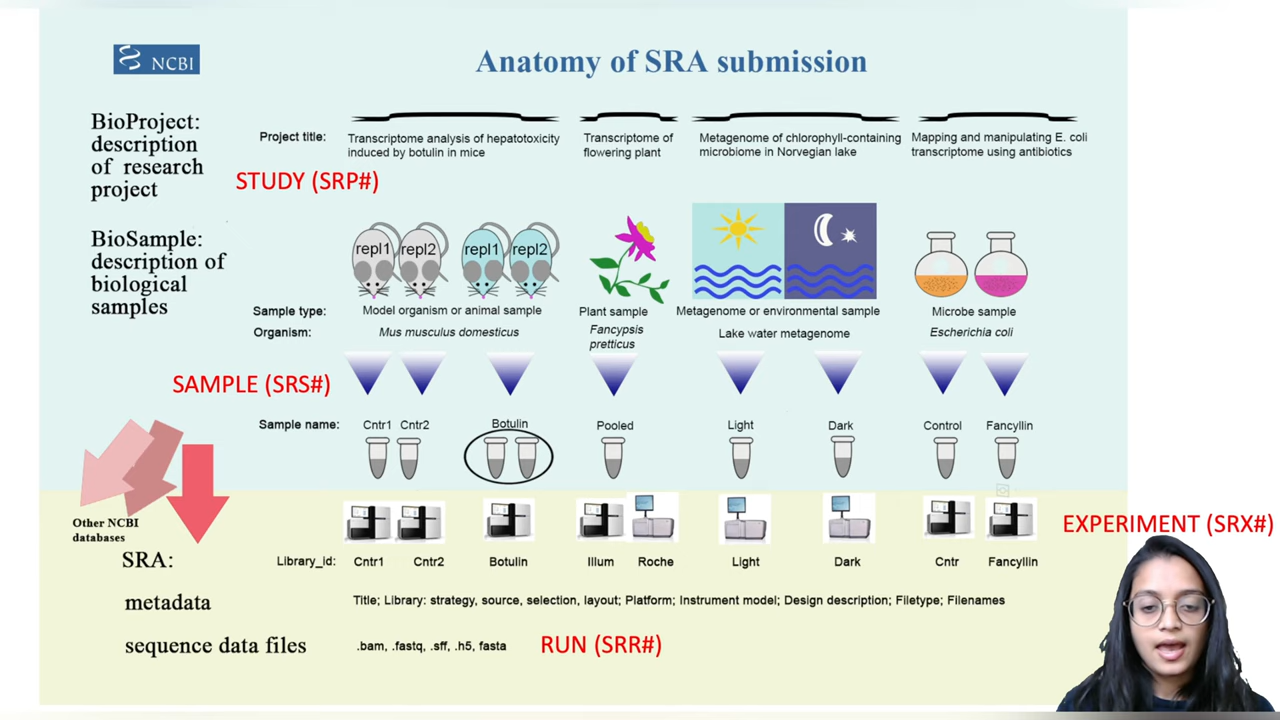 NCBI
Anatomy of SRA submission
BioProject:
description
of research
project
Project title:
Transcriptome analysis of hepatotoxicity
induced by botulin in mice
Transcriptome of
flowering plant
Metagenome of chlorophyll-containing
microbiome in Norvegian lake
Mapping and manipulating E. coli
transcriptome using antibiotics
STUDY (SRP#)
BioSample:
description of
biological
samples
repl1
repl2
repl1
repl2
Sample type:
Model organism or animal sample
Plant sample
Metagenome or environmental sample
Microbe sample
Organism:
Mus musculus domesticus
Fancypsis
pretticus
Lake water metagenome
Escherichia coli
SAMPLE (SRS#)
Sample name:
Cntr1
Cntr2
Botulin
Pooled
Light
Dark
Control
Fancyllin
Other NCBI
databases
EXPERIMENT (SRX#)
SRA:
Library_id:
Cntr1
Cntr2
Botulin
Illum
Roche
Light
Dark
Cntr
Fancyllin
metadata
Title; Library: strategy, source, selection, layout; Platform; Instrument model; Design description; Filetype; Filenames
sequence data files
.bam, .fastq, .sff, .h5, fasta
RUN (SRR#)